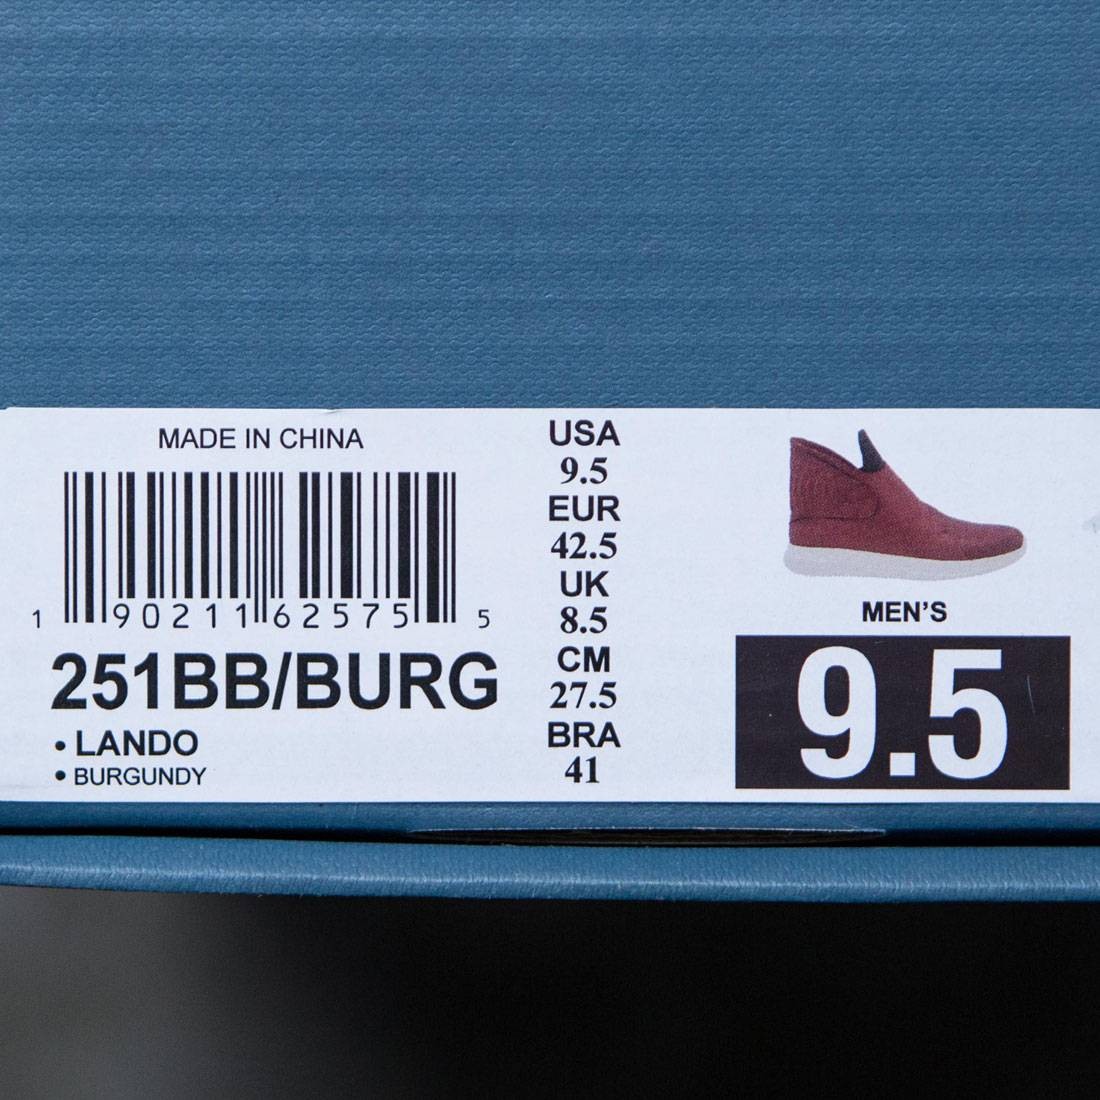 MADE IN CHINA
1 90211 62575 5
251BB/BURG
• LANDO
• BURGUNDY
USA
9.5
EUR
42.5
UK
8.5
CM
27.5
BRA
41
MEN'S
9.5